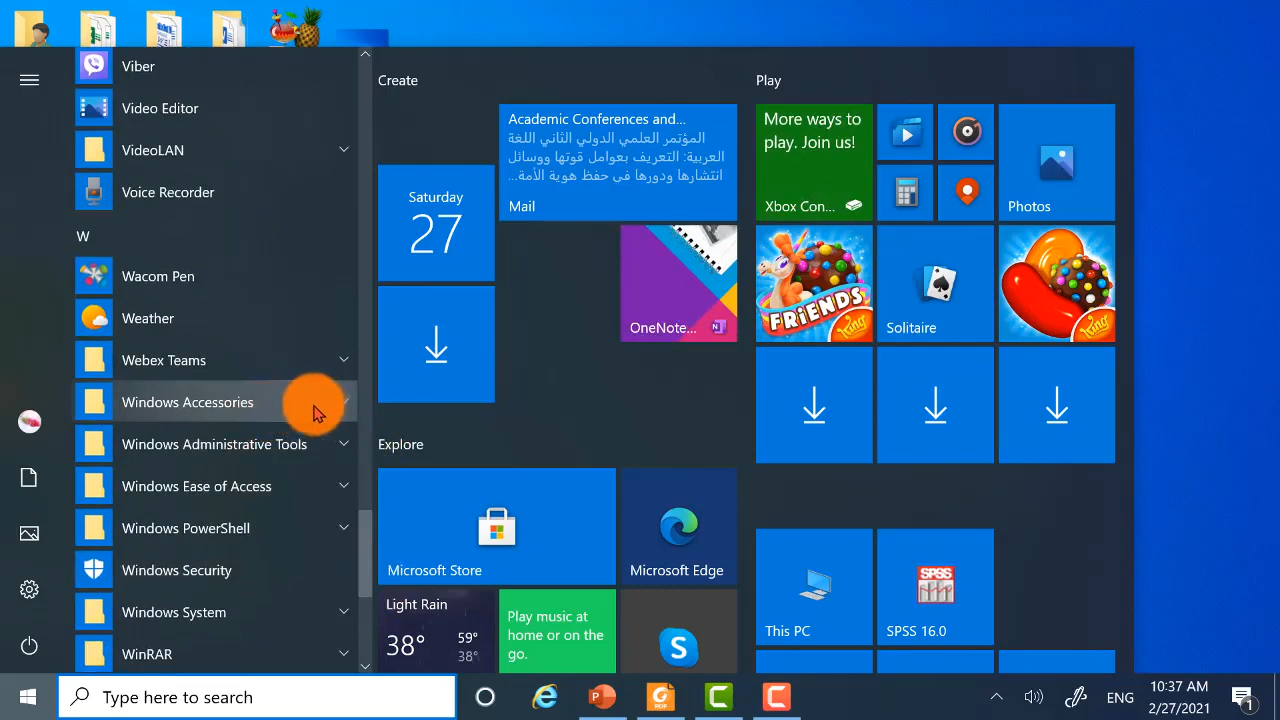 Viber
Video Editor
VideoLAN
Voice Recorder
W
Wacom Pen
Weather
Webex Teams
Windows Accessories
Windows Administrative Tools
Windows Ease of Access
Windows PowerShell
Windows Security
Windows System
WinRAR
Create
Academic Conferences and...
المؤتمر العلمي الدولي الثاني اللغة
العربية: التعريف بعوامل قوتها ووسائل
انتشارها ودورها في حفظ هوية الأمة...
Mail
Saturday
27
OneNote...
Explore
Microsoft Store
Microsoft Edge
Light Rain
38°
59°
38°
Play music at
home or on the
go.
Play
More ways to
play. Join us!
Xbox Con...
Photos
FRiENDS
King
Solitaire
King
This PC
SPSS
SPSS 16.0
Type here to search
PDF
ENG
10:37 AM
2/27/2021
1